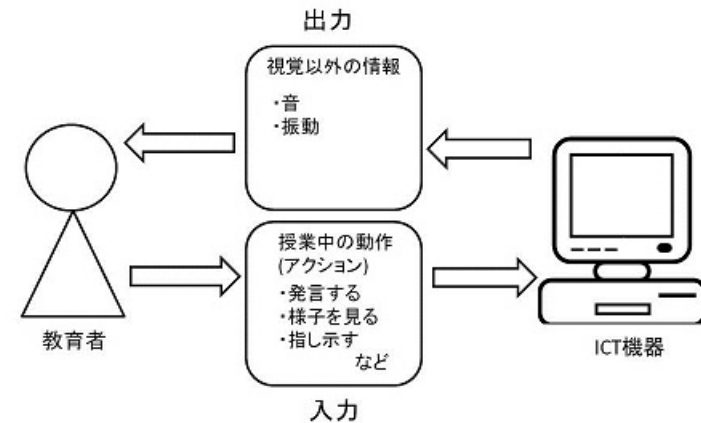 出力
視覚以外の情報
・音
・振動
教育者
授業中の動作
(アクション)
・発言する
・様子を見る
・指し示す
など
入力
ICT機器